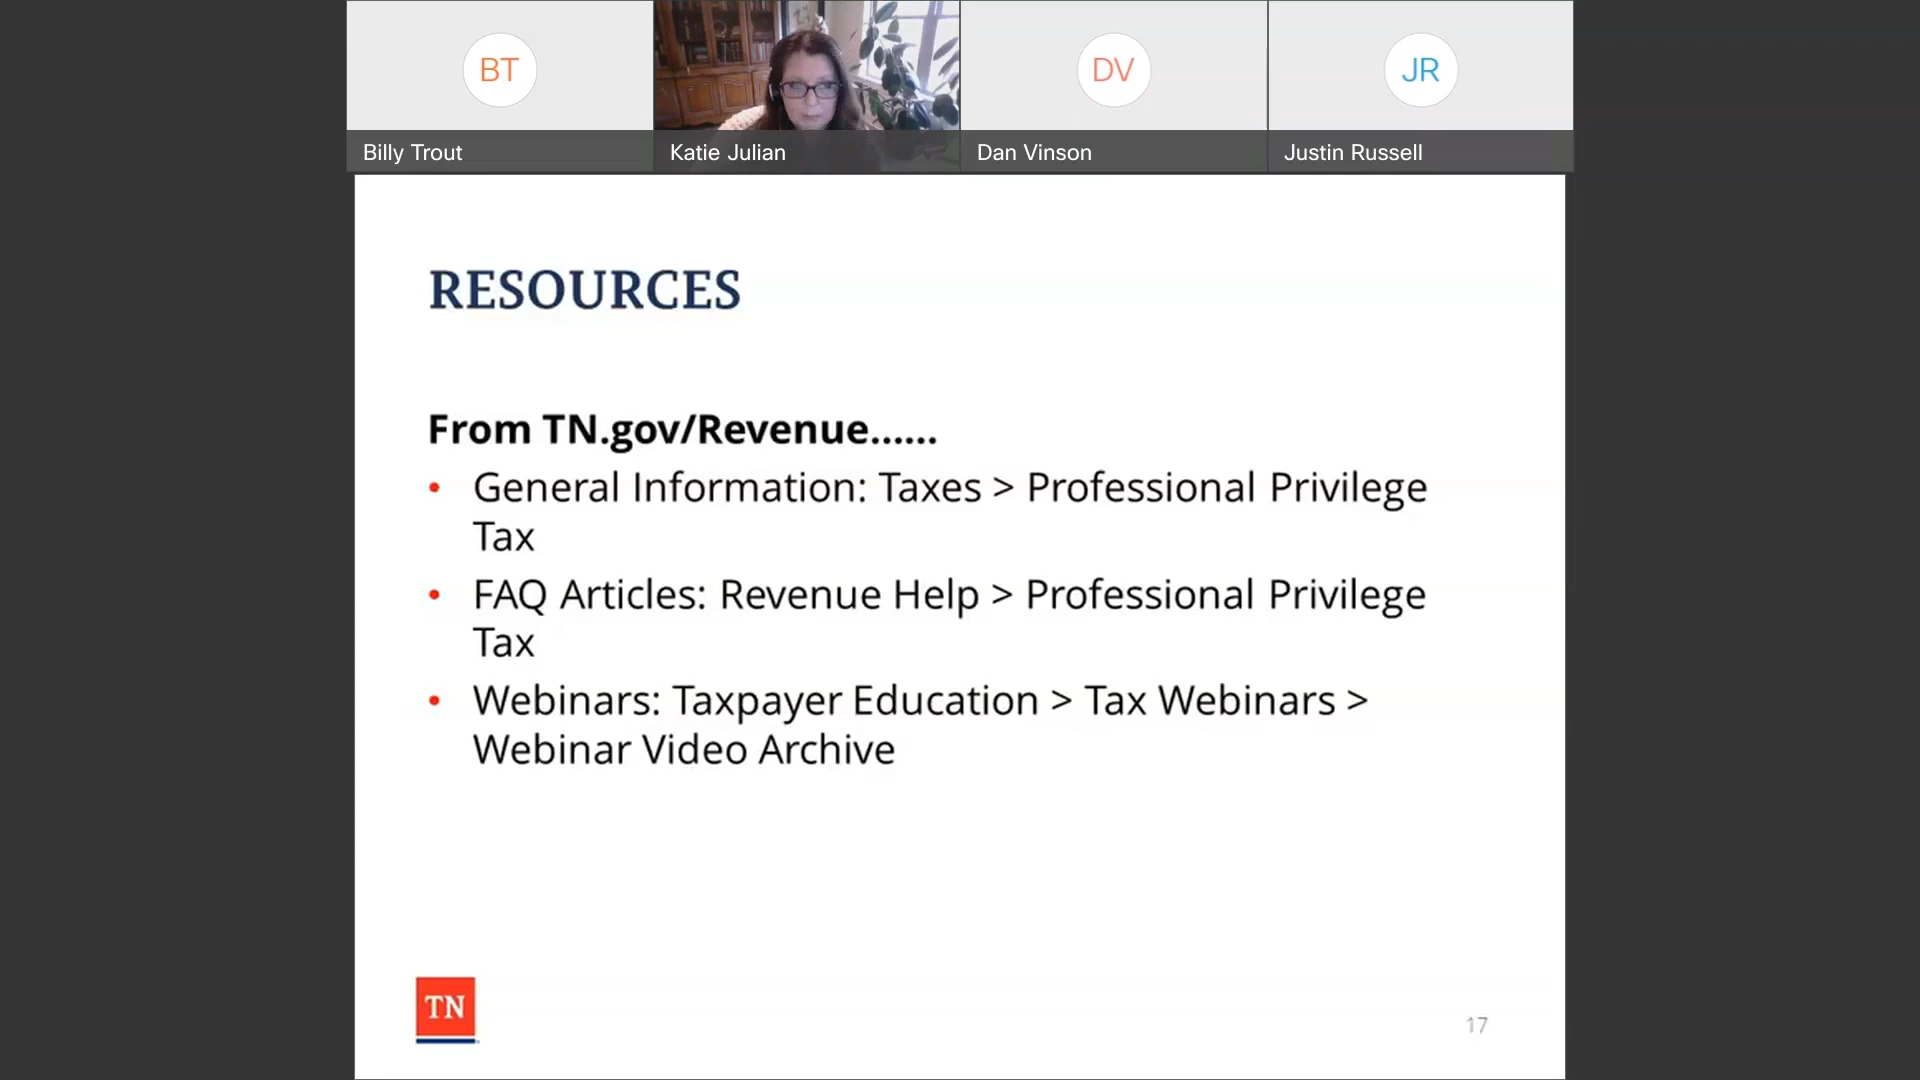 BT
DV
JR
Billy Trout
Katie Julian
Dan Vinson
Justin Russell
RESOURCES
From TN.gov/Revenue......
• General Information: Taxes > Professional Privilege
Tax
• FAQ Articles: Revenue Help > Professional Privilege
Tax
• Webinars: Taxpayer Education > Tax Webinars >
Webinar Video Archive
TN
17